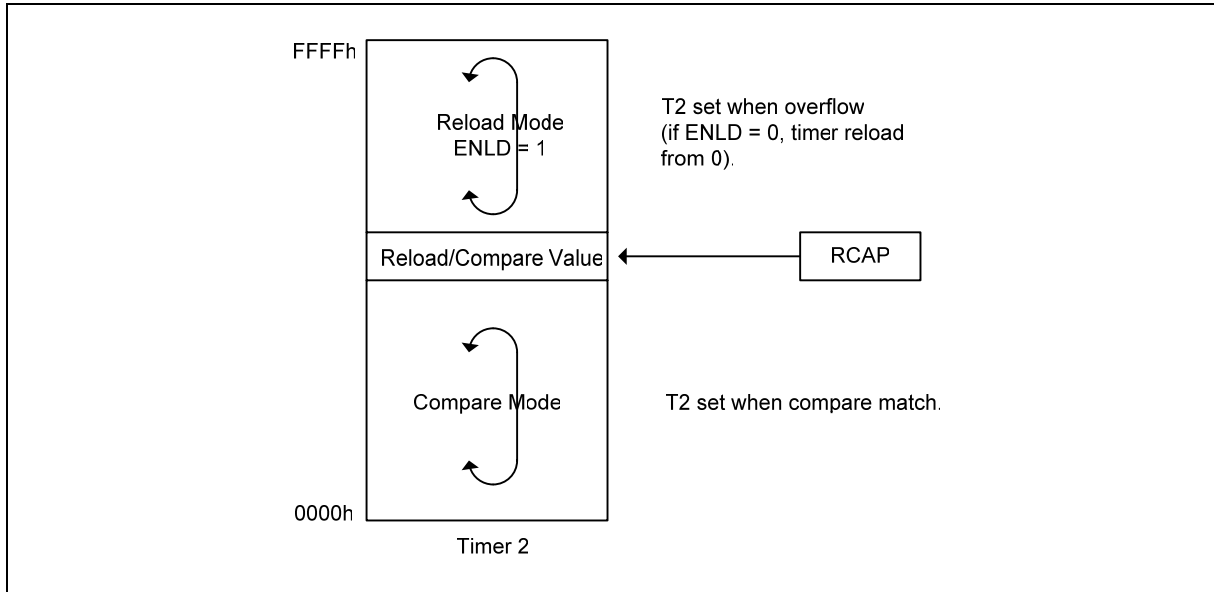 FFFFh
Reload Mode
ENLD = 1
T2 set when overflow
(if ENLD = 0, timer reload
from 0).
Reload/Compare Value
RCAP
Compare Mode
T2 set when compare match.
0000h
Timer 2